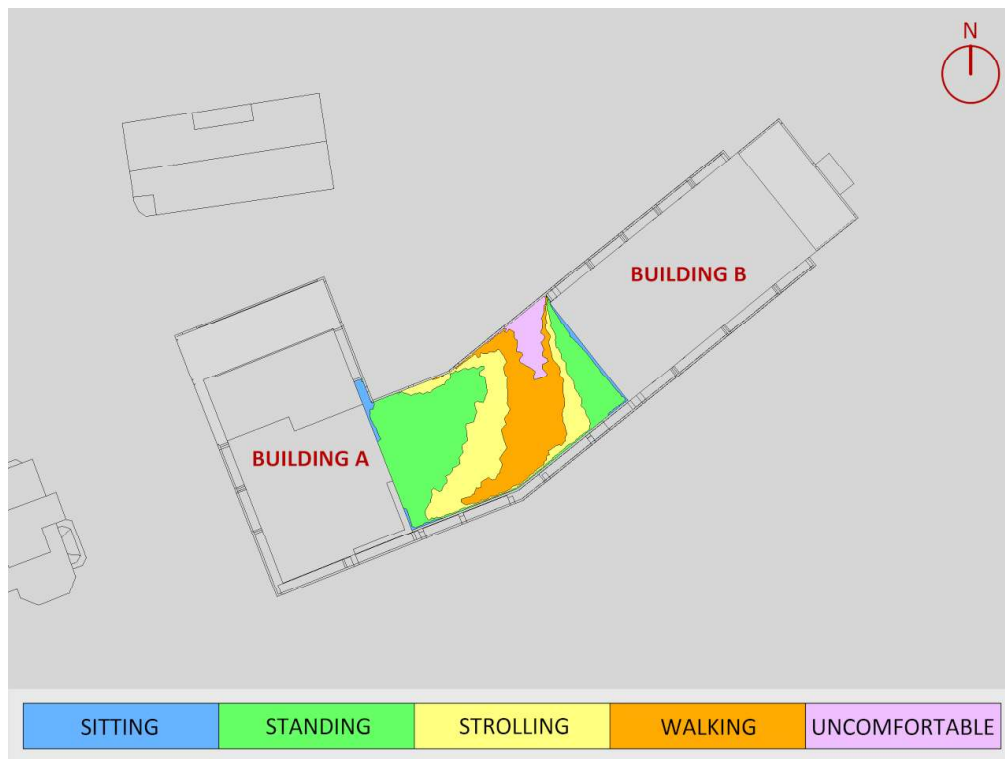 N
BUILDING B
BUILDING A
SITTING
STANDING
STROLLING
WALKING
UNCOMFORTABLE